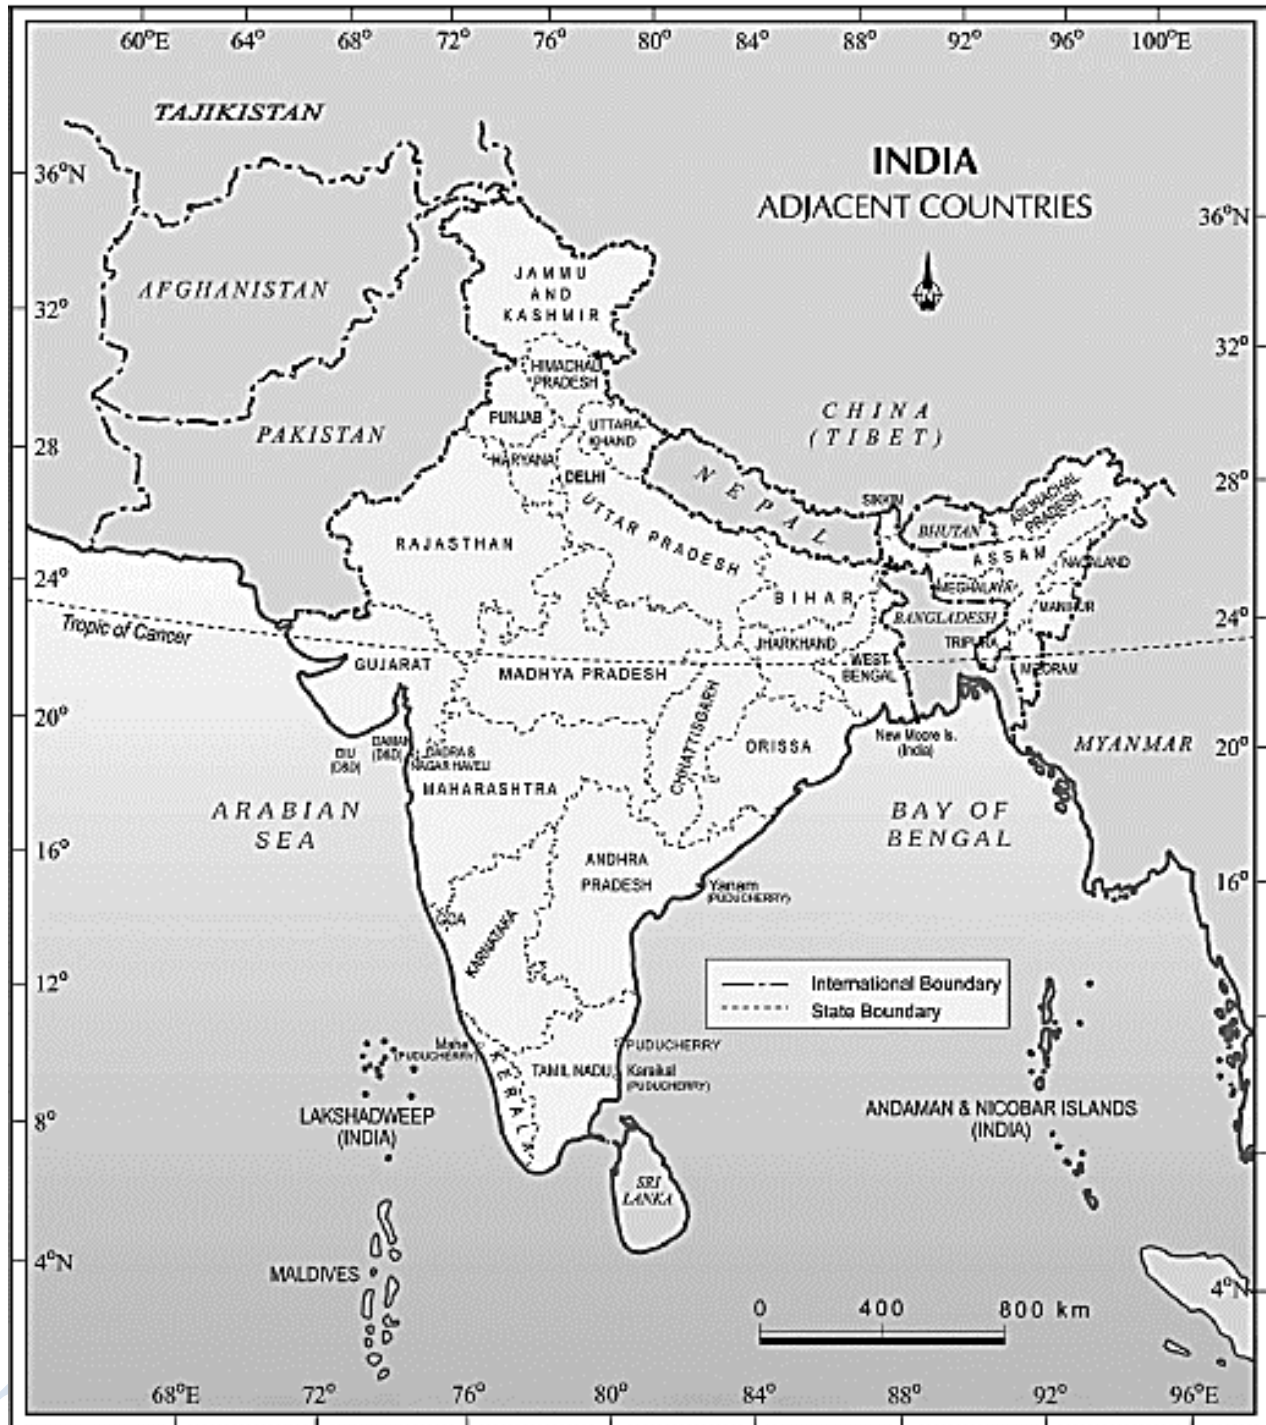 60°E 64° 68° 72° 76° 80° 84° 88° 92° 96° 100°E
TAJIKISTAN
INDIA
ADJACENT COUNTRIES
36°N
36°N
N
AFGHANISTAN
JAMMU
AND
KASHMIR
32°
32°
HIMACHAL
PRADESH
CHINA
(TIBET)
PAKISTAN
PUNJAB
UTTARA-
KHAND
28
28°
HARYANA
DELHI
NEPAL
SIKKIN
BHUTAN
ARUNACHAL
PRADESH
RAJASTHAN
UTTAR PRADESH
ASSAM
NAGALAND
24°
24°
MEGHALAYA
MANIPUR
BIHAR
BANGLADESH
Tropic of Cancer
JHARKHAND
TRIPURA
GUJARAT
MADHYA PRADESH
WEST
BENGAL
MIZORAM
20°
20°
CHHATTISGARH
ORISSA
New Moore Is.
(India)
MYANMAR
DIU
(D&D)
DAMAN
(D&D)
DADRA &
NAGAR HAVELI
MAHARASHTRA
ARABIAN
SEA
BAY OF
BENGAL
16°
16°
ANDHRA
PRADESH
Yanam
(PUDUCHERRY)
GOA
KARNATAKA
12°
12°
International Boundary
State Boundary
Mahe
(PUDUCHERRY)
PUDUCHERRY
KERALA
TAMIL NADU
Karaikal
(PUDUCHERRY)
LAKSHADWEEP
(INDIA)
ANDAMAN & NICOBAR ISLANDS
(INDIA)
8°
8°
SRI
LANKA
4°N
4°N
MALDIVES
0 400 800 km
68°E 72° 76° 80° 88° 92° 96°E